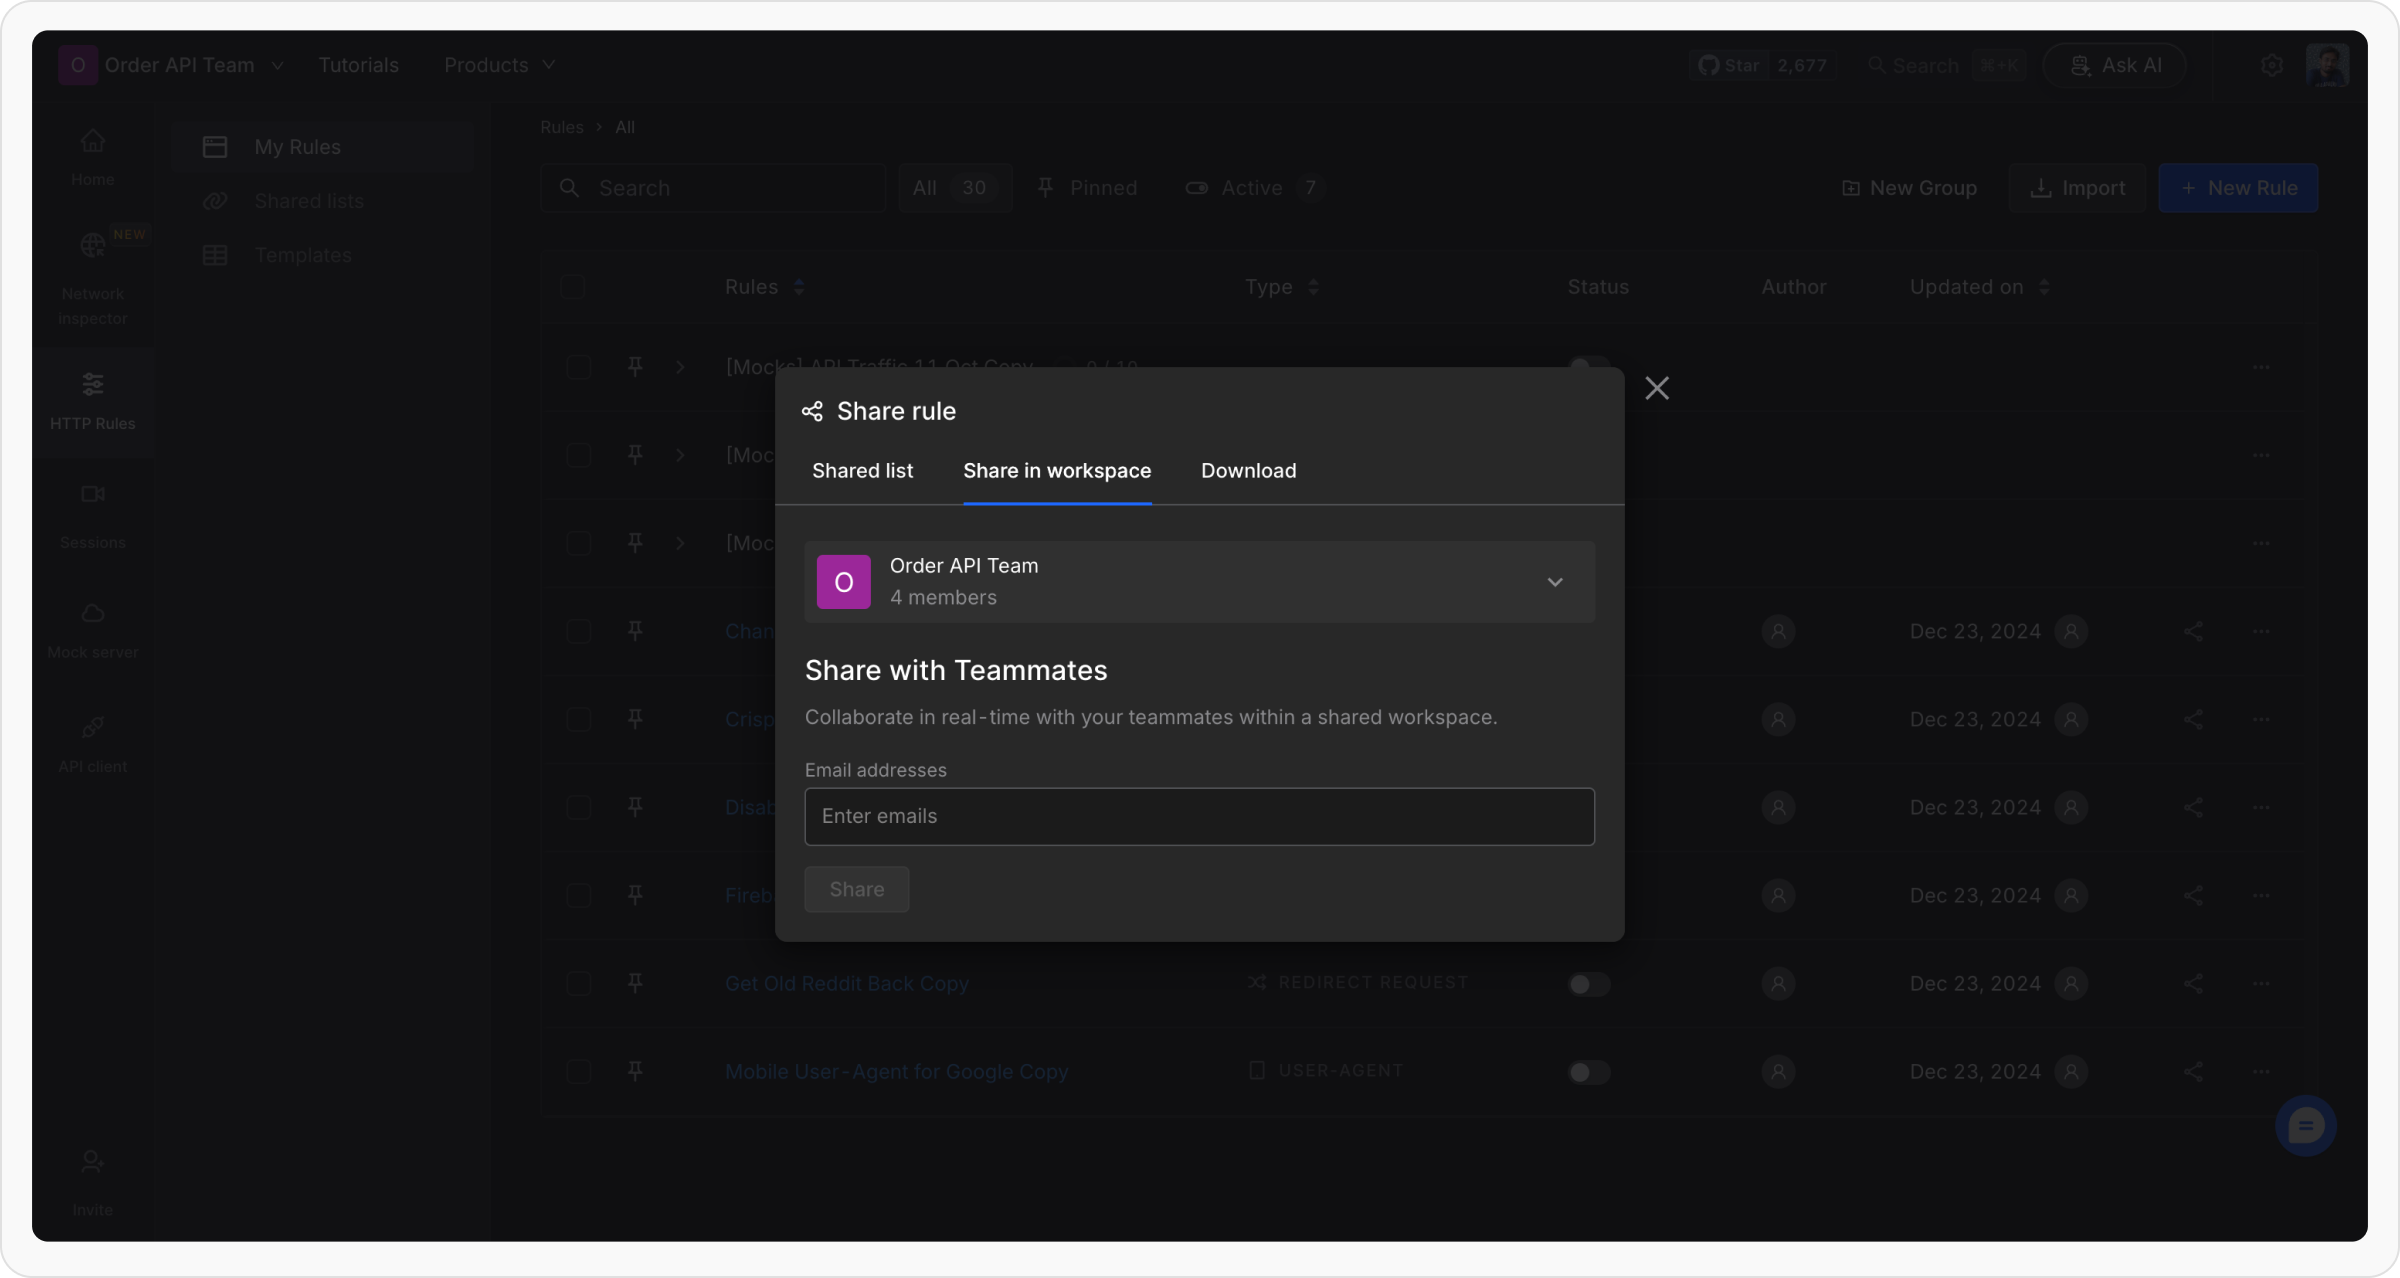 O Order API Team Tutorials Products Star 2,677 Search ⌘+K Ask AI
Home
NEW
Network
inspector
HTTP Rules
Sessions
Mock server
API client
Invite
My Rules
Shared lists
Templates
Rules > All
Search All 30 Pinned Active 7 New Group Import + New Rule
Rules Type Status Author Updated on
[Mocks] API Traffic 11 Oct Copy 0 / 10
[Moc
[Moc
Chan Dec 23, 2024
Crisp Dec 23, 2024
Disab Dec 23, 2024
Fireba Dec 23, 2024
Get Old Reddit Back Copy REDIRECT REQUEST Dec 23, 2024
Mobile User-Agent for Google Copy USER-AGENT Dec 23, 2024
Share rule
Shared list Share in workspace Download
O
Order API Team
4 members
Share with Teammates
Collaborate in real-time with your teammates within a shared workspace.
Email addresses
Enter emails
Share